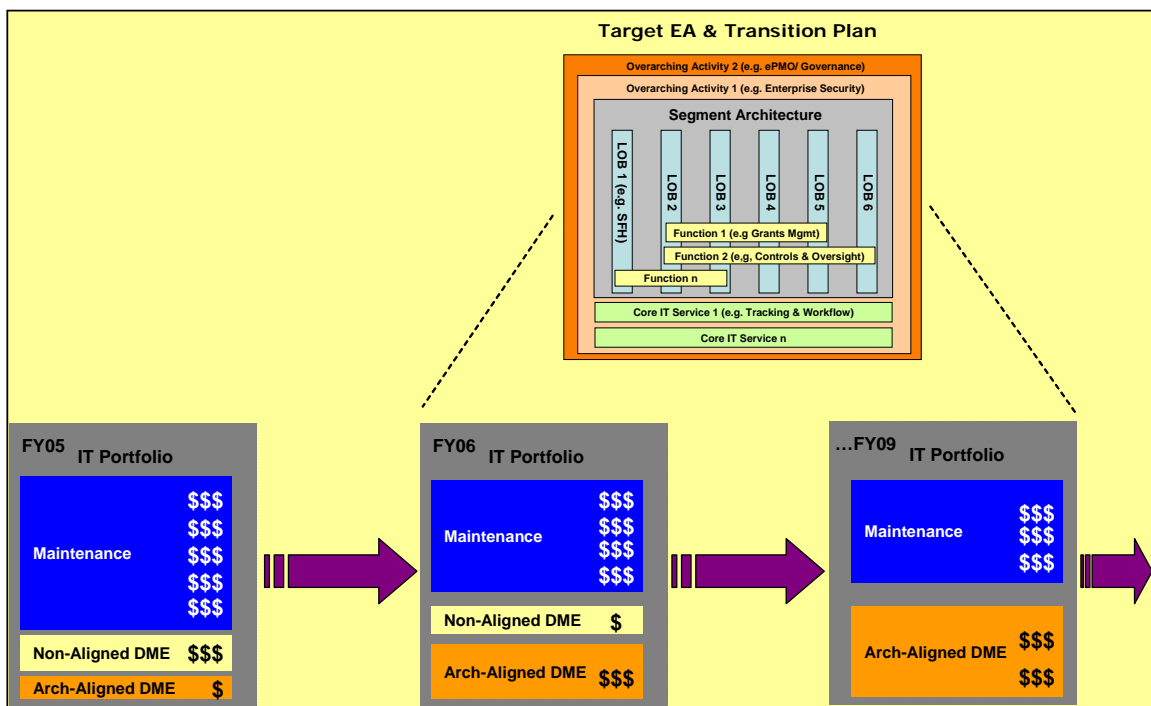 Target EA & Transition Plan
Overarching Activity 2 (e.g. ePMO/ Governance)
Overarching Activity 1 (e.g. Enterprise Security)
Segment Architecture
LOB 1 (e.g. SFH)
LOB 2
LOB 3
LOB 4
LOB 5
LOB 6
Function 1 (e.g Grants Mgmt)
Function 2 (e,g, Controls & Oversight)
Function n
Core IT Service 1 (e.g. Tracking & Workflow)
Core IT Service n
FY05
IT Portfolio
$$$
$$$
Maintenance $$$
$$$
$$$
Non-Aligned DME $$$
Arch-Aligned DME $
FY06
IT Portfolio
$$$
Maintenance $$$
$$$
$$$
Non-Aligned DME $
Arch-Aligned DME $$$
...FY09
IT Portfolio
$$$
Maintenance $$$
$$$
$$$
Arch-Aligned DME
$$$